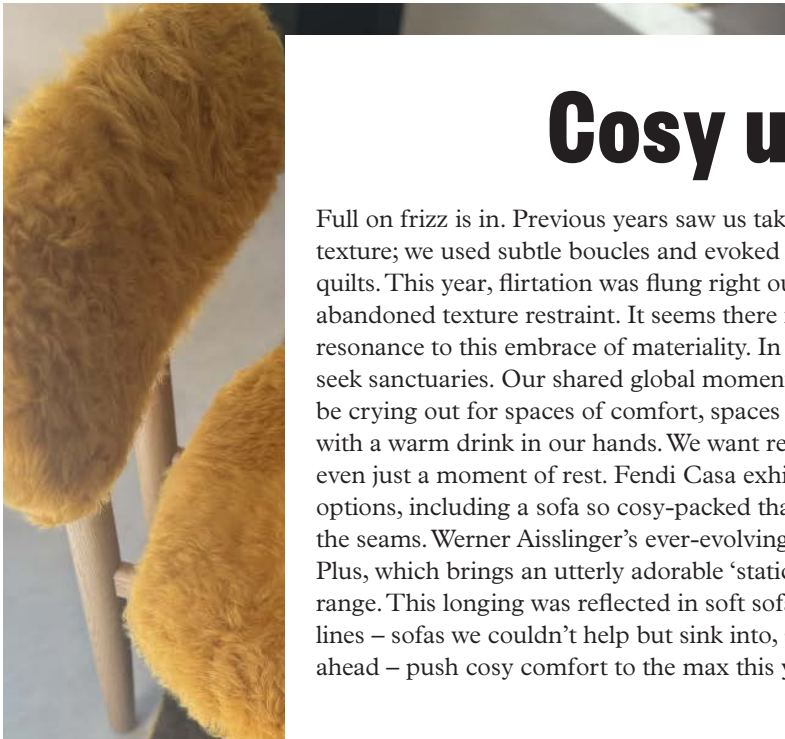 Cosy u
Full on frizz is in. Previous years saw us tak
texture; we used subtle boucles and evoked
quilts. This year, flirtation was flung right ou
abandoned texture restraint. It seems there
resonance to this embrace of materiality. In
seek sanctuaries. Our shared global momen
be crying out for spaces of comfort, spaces
with a warm drink in our hands. We want re
even just a moment of rest. Fendi Casa exhi
options, including a sofa so cosy-packed tha
the seams. Werner Aisslinger’s ever-evolving
Plus, which brings an utterly adorable ‘static
range. This longing was reflected in soft sofa
lines – sofas we couldn’t help but sink into,
ahead – push cosy comfort to the max this y